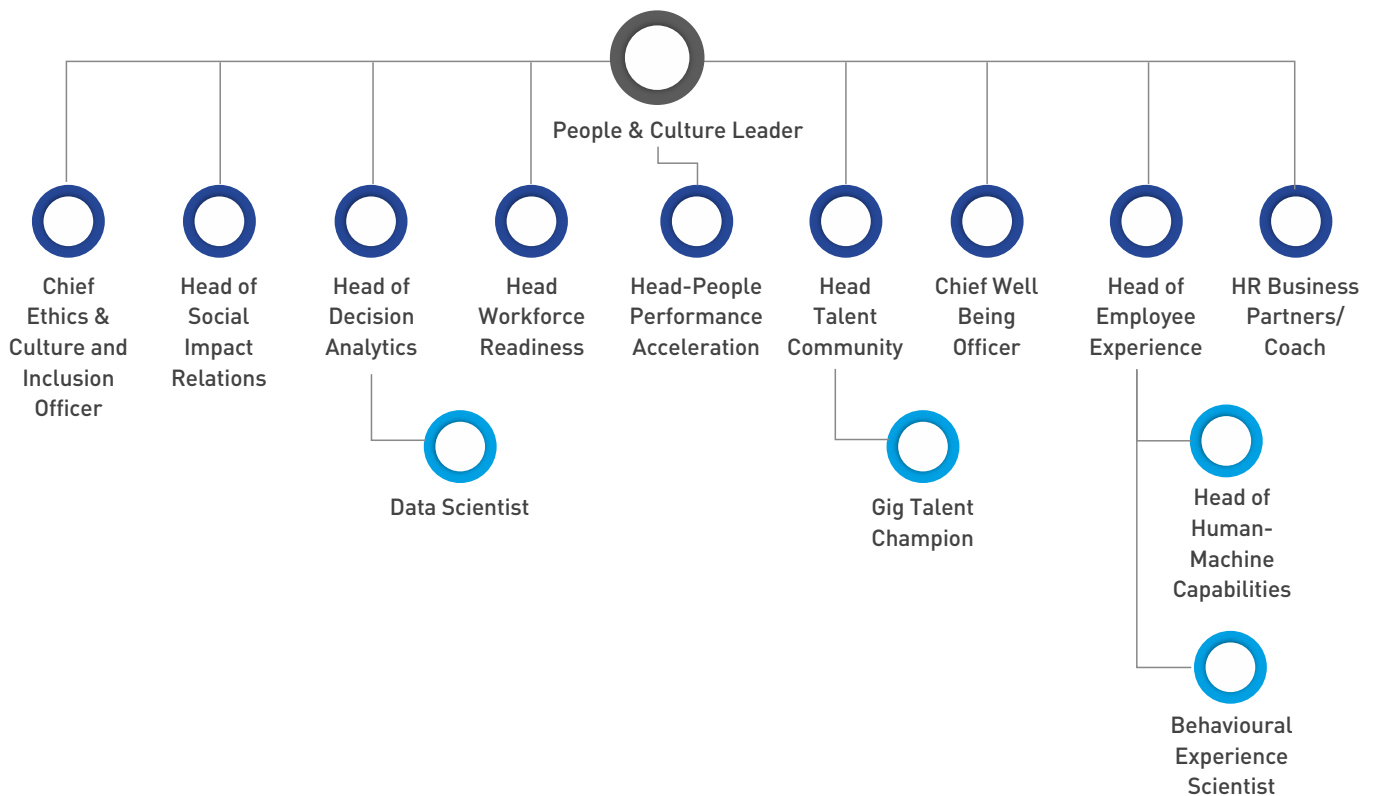 People & Culture Leader
Chief
Ethics &
Culture and
Inclusion
Officer
Head of
Social
Impact
Relations
Head of
Decision
Analytics
Head
Workforce
Readiness
Head-People
Performance
Acceleration
Head
Talent
Community
Chief Well
Being
Officer
Head of
Employee
Experience
HR Business
Partners/
Coach
Data Scientist
Gig Talent
Champion
Head of
Human-
Machine
Capabilities
Behavioural
Experience
Scientist